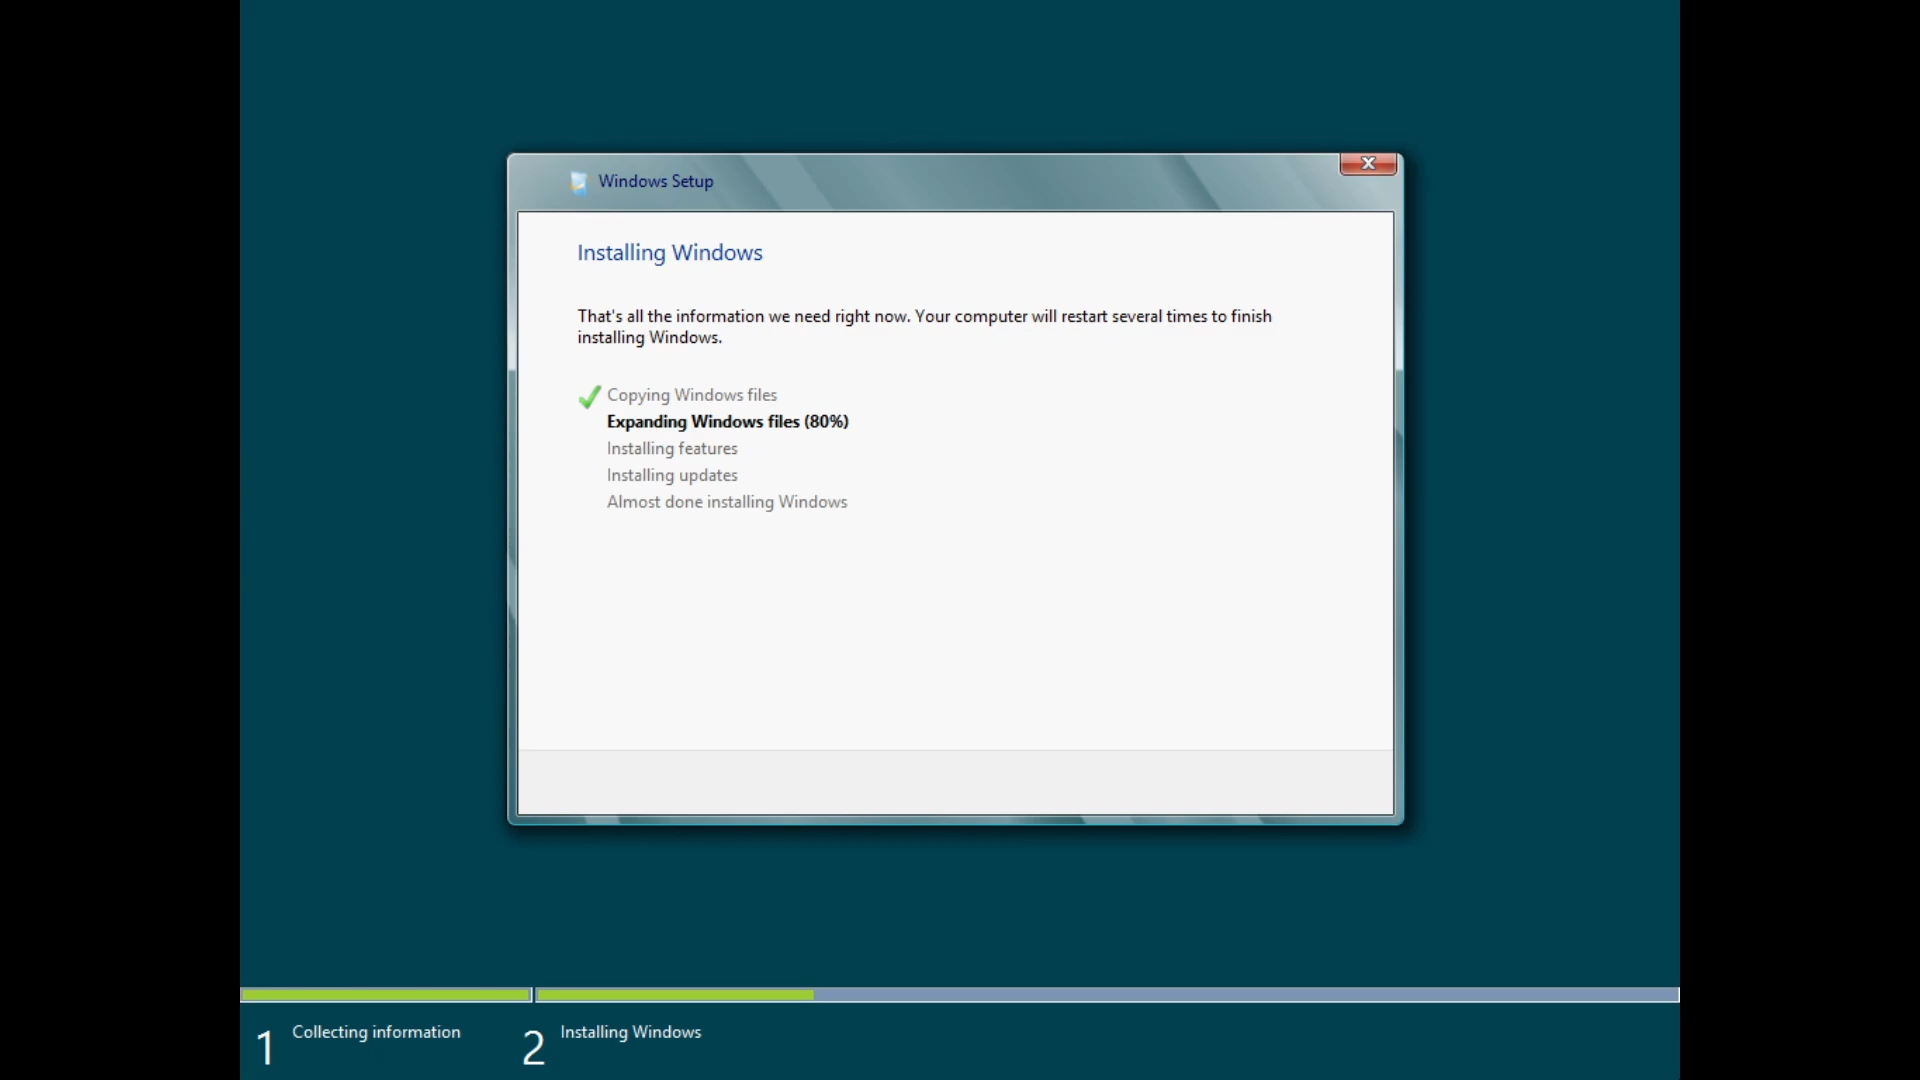 Windows Setup
Installing Windows
That's all the information we need right now. Your computer will restart several times to finish
installing Windows.
Copying Windows files
Expanding Windows files (80%)
Installing features
Installing updates
Almost done installing Windows
1 Collecting information
2 Installing Windows